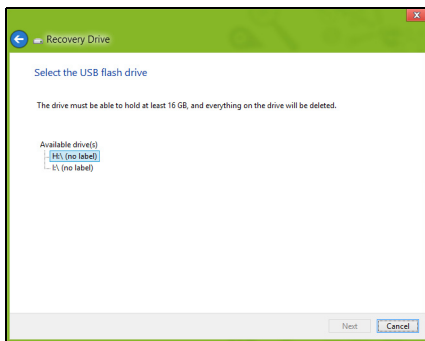 Recovery Drive
Select the USB flash drive
The drive must be able to hold at least 16 GB, and everything on the drive will be deleted.
Available drive(s)
H:\ (no label)
I:\ (no label)
Next
Cancel